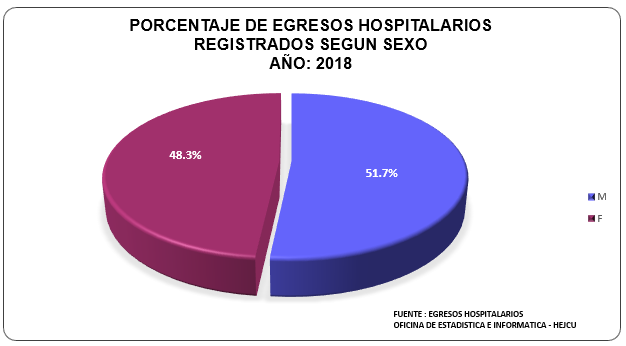 PORCENTAJE DE EGRESOS HOSPITALARIOS
REGISTRADOS SEGUN SEXO
AÑO: 2018
48.3%
51.7%
M
F
FUENTE : EGRESOS HOSPITALARIOS
OFICINA DE ESTADISTICA E INFORMATICA - HEJCU